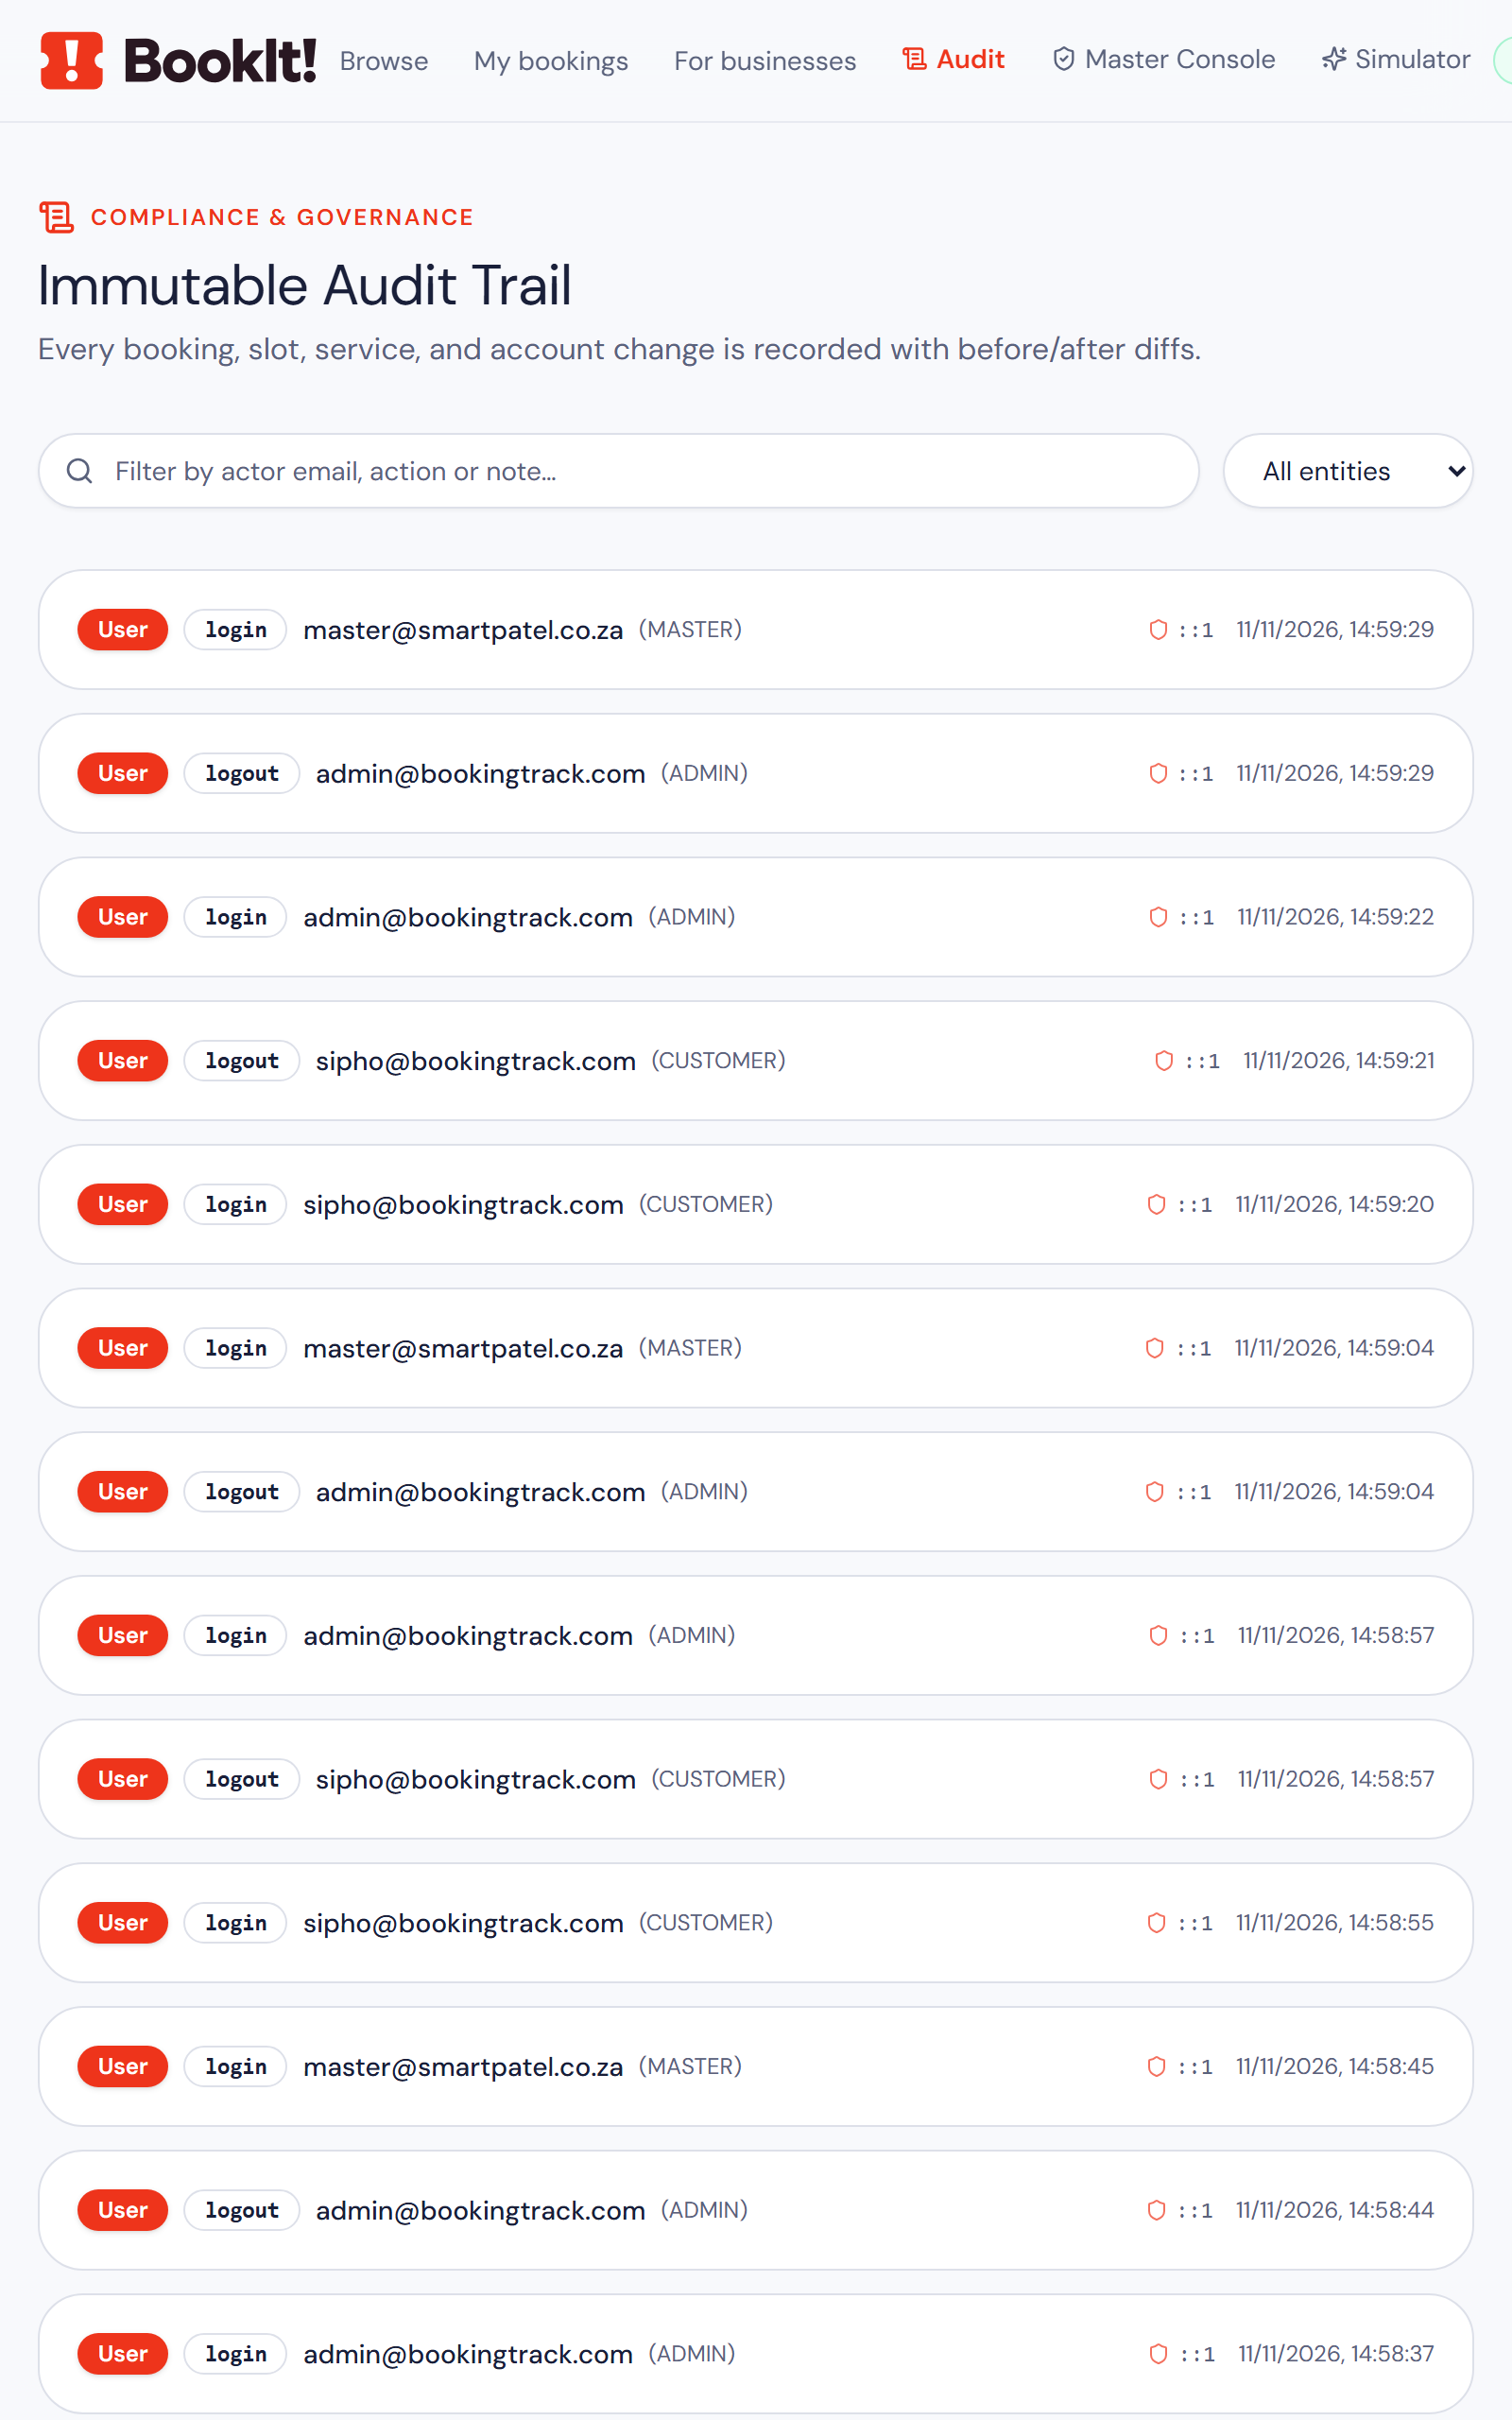 BookIt! Browse My bookings For businesses Audit Master Console Simulator
COMPLIANCE & GOVERNANCE
Immutable Audit Trail
Every booking, slot, service, and account change is recorded with before/after diffs.
Filter by actor email, action or note... All entities
User login master@smartpatel.co.za (MASTER) ::1 11/11/2026, 14:59:29
User logout admin@bookingtrack.com (ADMIN) ::1 11/11/2026, 14:59:29
User login admin@bookingtrack.com (ADMIN) ::1 11/11/2026, 14:59:22
User logout sipho@bookingtrack.com (CUSTOMER) ::1 11/11/2026, 14:59:21
User login sipho@bookingtrack.com (CUSTOMER) ::1 11/11/2026, 14:59:20
User login master@smartpatel.co.za (MASTER) ::1 11/11/2026, 14:59:04
User logout admin@bookingtrack.com (ADMIN) ::1 11/11/2026, 14:59:04
User login admin@bookingtrack.com (ADMIN) ::1 11/11/2026, 14:58:57
User logout sipho@bookingtrack.com (CUSTOMER) ::1 11/11/2026, 14:58:57
User login sipho@bookingtrack.com (CUSTOMER) ::1 11/11/2026, 14:58:55
User login master@smartpatel.co.za (MASTER) ::1 11/11/2026, 14:58:45
User logout admin@bookingtrack.com (ADMIN) ::1 11/11/2026, 14:58:44
User login admin@bookingtrack.com (ADMIN) ::1 11/11/2026, 14:58:37